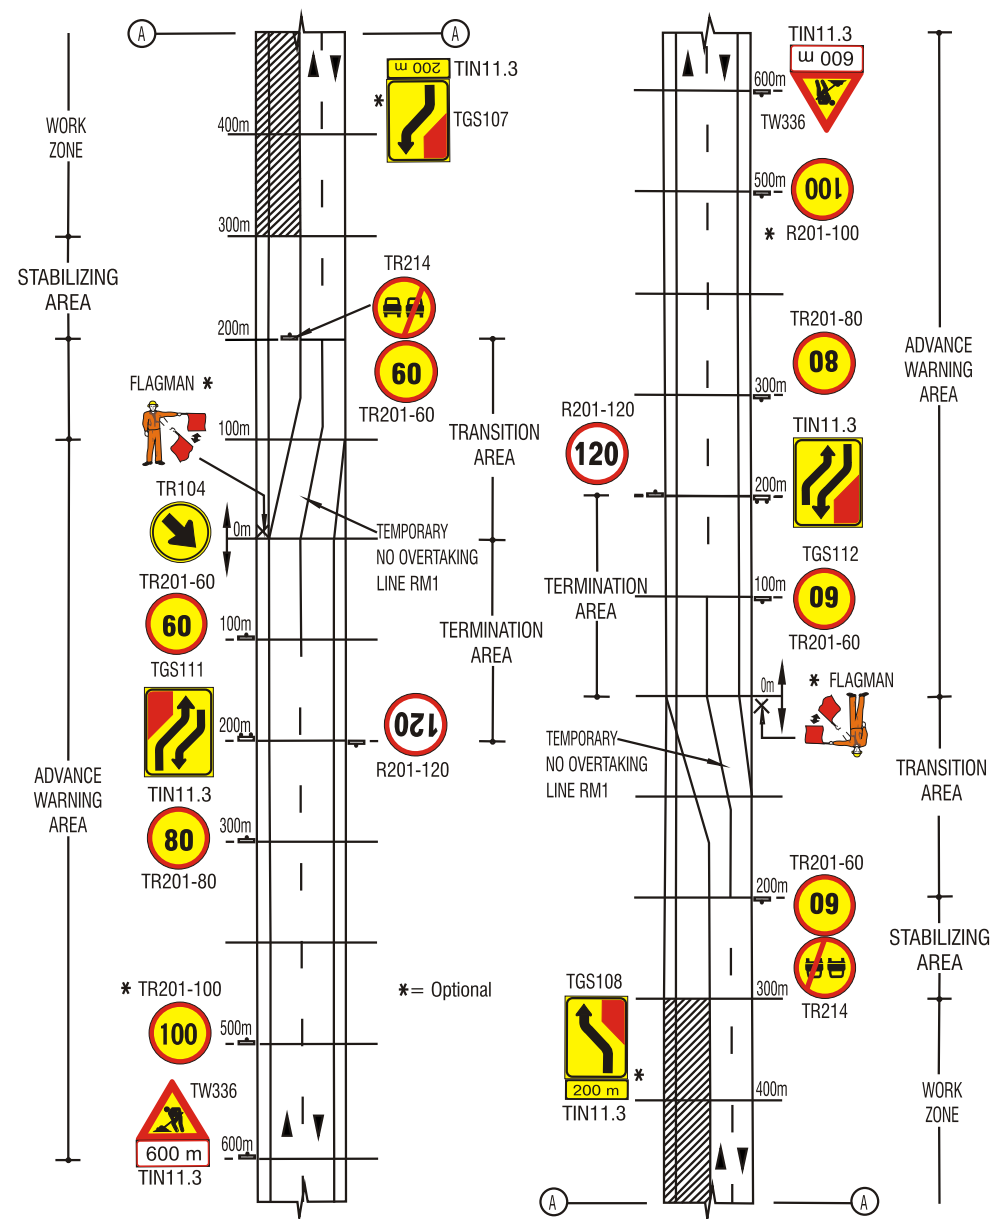 A
A
TIN11.3
200 m
TGS107
*
WORK
ZONE
400m
300m
STABILIZING
AREA
TR214
200m
60
TR201-60
FLAGMAN *
100m
TRANSITION
AREA
TR104
0m
TEMPORARY
NO OVERTAKING
LINE RM1
TR201-60
60
100m
TERMINATION
AREA
TGS111
200m
120
R201-120
ADVANCE
WARNING
AREA
TIN11.3
80
300m
TR201-80
* TR201-100
*= Optional
100
500m
TW336
600 m
600m
TIN11.3
TIN11.3
600 m
600m
TW336
500m
100
* R201-100
TR201-80
80
300m
ADVANCE
WARNING
AREA
R201-120
120
TIN11.3
200m
TGS112
TERMINATION
AREA
100m
60
TR201-60
0m
* FLAGMAN
TEMPORARY
NO OVERTAKING
LINE RM1
TRANSITION
AREA
TR201-60
200m
60
STABILIZING
AREA
TGS108
300m
TR214
200 m
*
400m
TIN11.3
WORK
ZONE
A
A